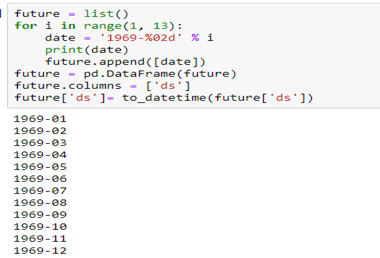 future = list()
for i in range(1, 13):
    date = '1969-%02d' % i
    print(date)
    future.append([date])
future = pd.DataFrame(future)
future.columns = ['ds']
future['ds']= to_datetime(future['ds'])
1969-01
1969-02
1969-03
1969-04
1969-05
1969-06
1969-07
1969-08
1969-09
1969-10
1969-11
1969-12